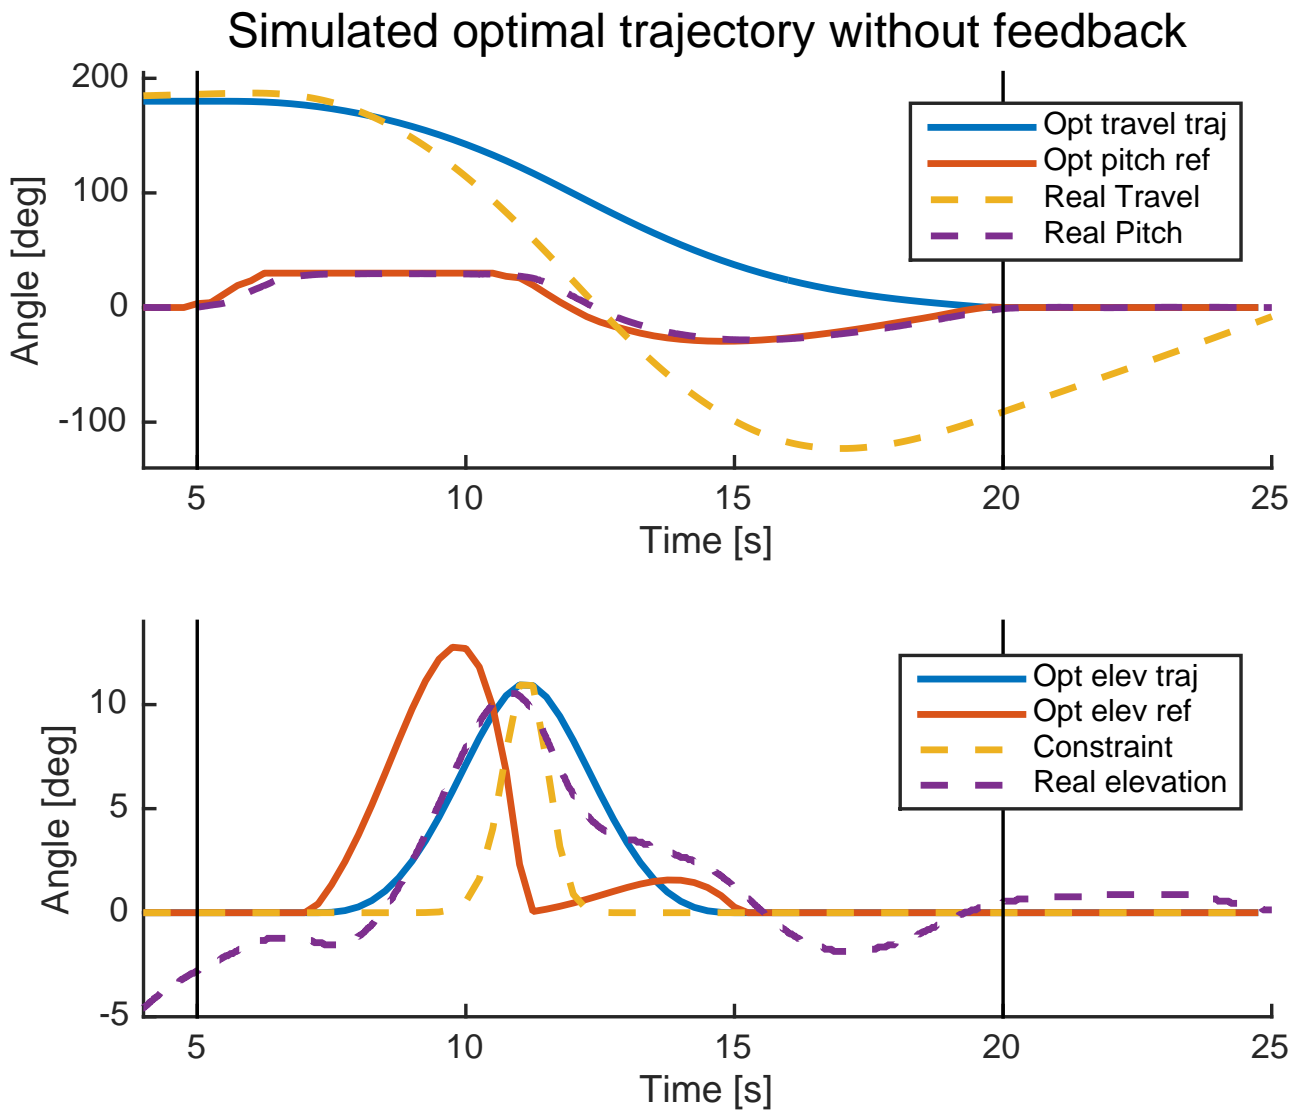 Simulated optimal trajectory without feedback
200
100
0
-100
Angle [deg]
Opt travel traj
Opt pitch ref
Real Travel
Real Pitch
5 10 15 20 25
Time [s]
10
5
0
-5
Angle [deg]
Opt elev traj
Opt elev ref
Constraint
Real elevation
5 10 15 20 25
Time [s]